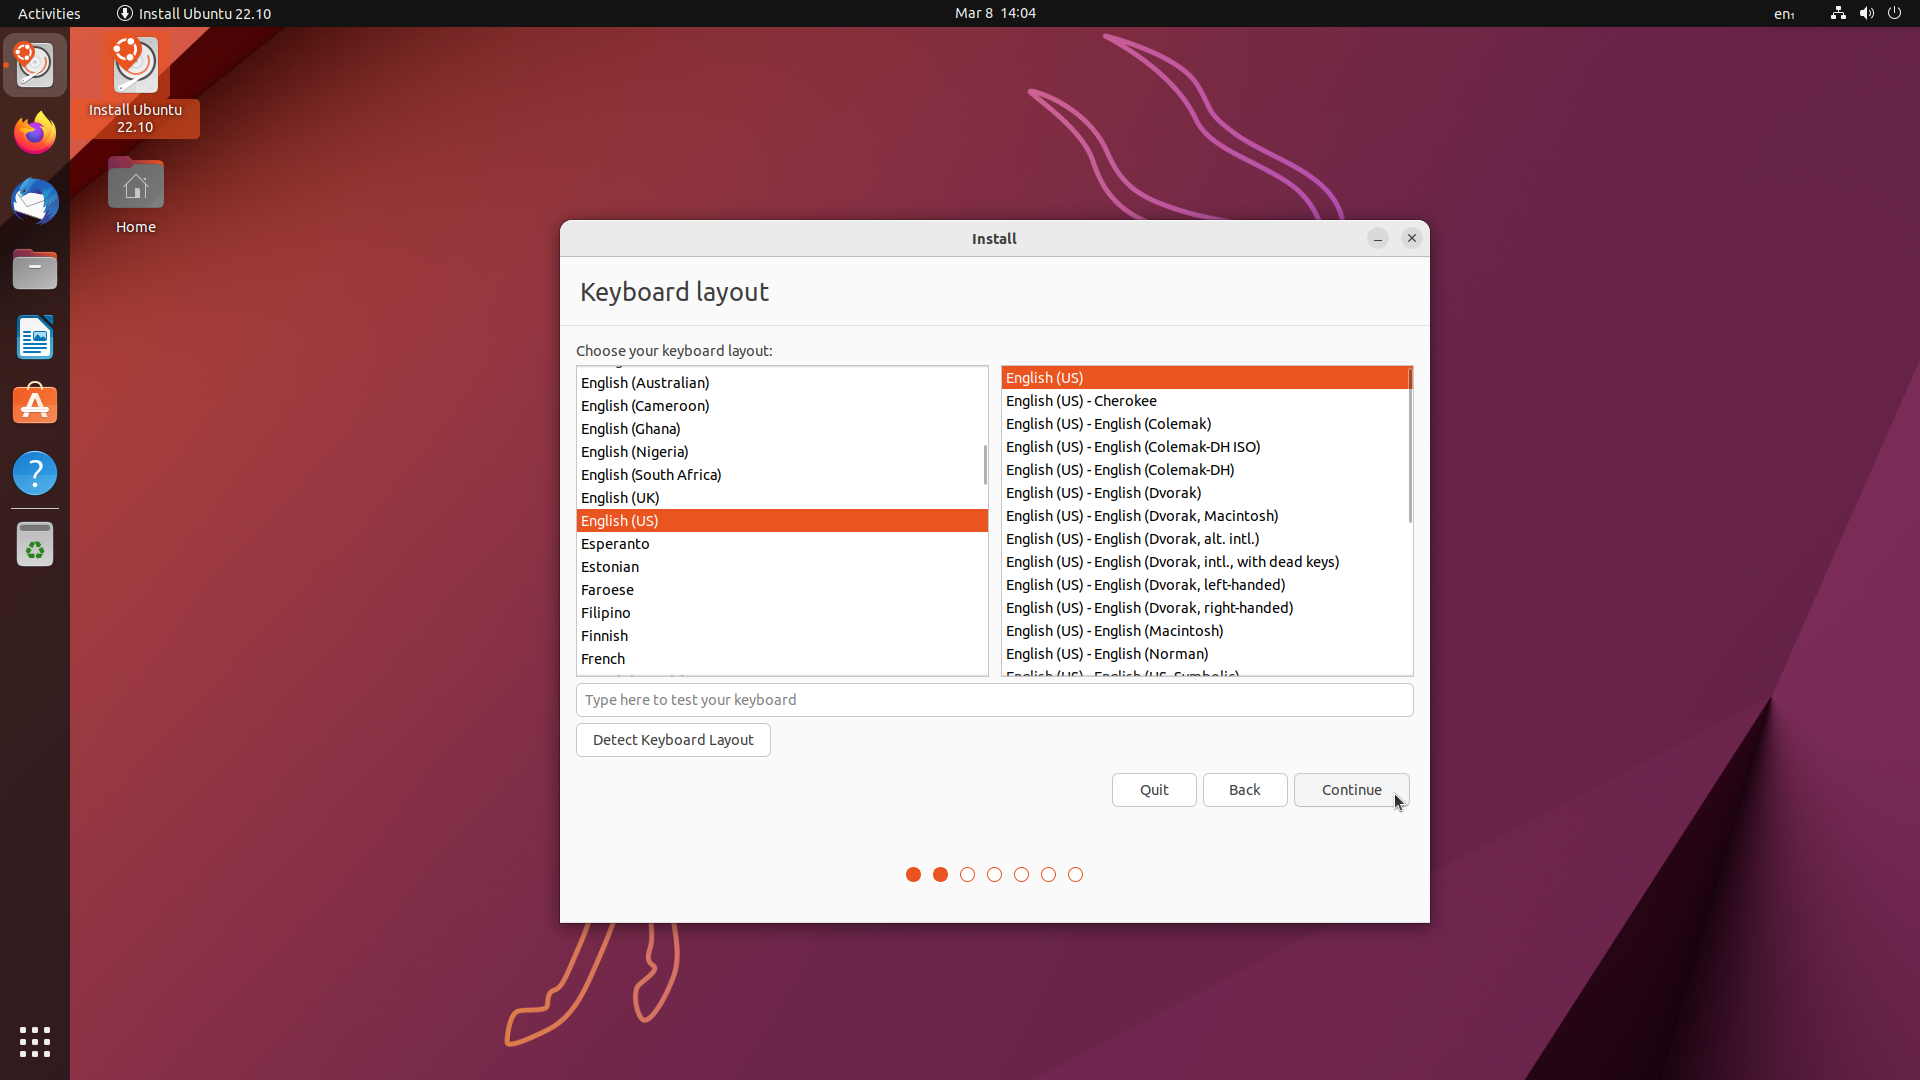 Activities
Install Ubuntu 22.10
Mar 8 14:04
en₁
Install Ubuntu
22.10
Home
Install
Keyboard layout
Choose your keyboard layout:
English (Australian)
English (Cameroon)
English (Ghana)
English (Nigeria)
English (South Africa)
English (UK)
English (US)
Esperanto
Estonian
Faroese
Filipino
Finnish
French
English (US)
English (US) - Cherokee
English (US) - English (Colemak)
English (US) - English (Colemak-DH ISO)
English (US) - English (Colemak-DH)
English (US) - English (Dvorak)
English (US) - English (Dvorak, Macintosh)
English (US) - English (Dvorak, alt. intl.)
English (US) - English (Dvorak, intl., with dead keys)
English (US) - English (Dvorak, left-handed)
English (US) - English (Dvorak, right-handed)
English (US) - English (Macintosh)
English (US) - English (Norman)
English (US) - English (US, Symbolic)
Type here to test your keyboard
Detect Keyboard Layout
Quit
Back
Continue